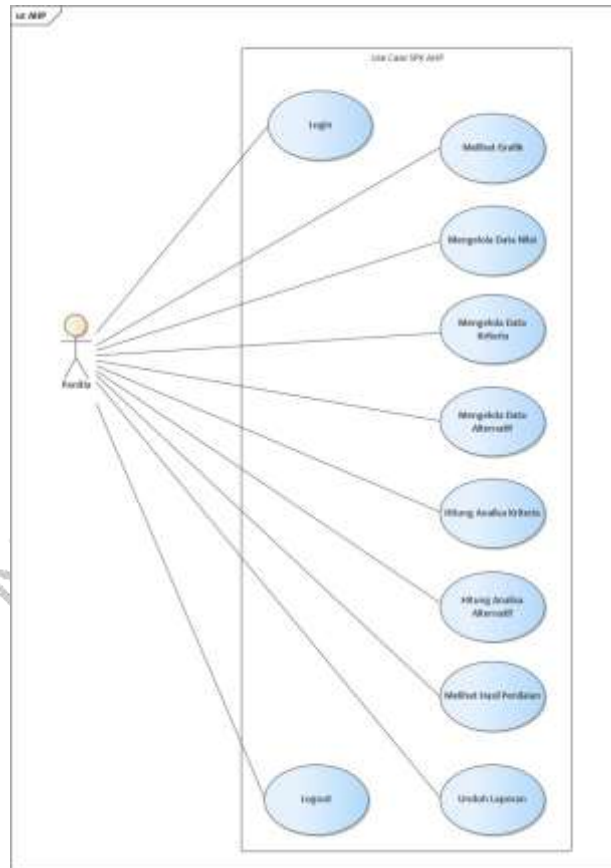 uc AHP
Use Case SPK AHP
Login
Melihat Grafik
Mengelola Data Nilai
Mengelola Data
Kriteria
Panitia
Mengelola Data
Alternatif
Hitung Analisa Kriteria
Hitung Analisa
Alternatif
Melihat Hasil Penilaian
Logout
Unduh Laporan